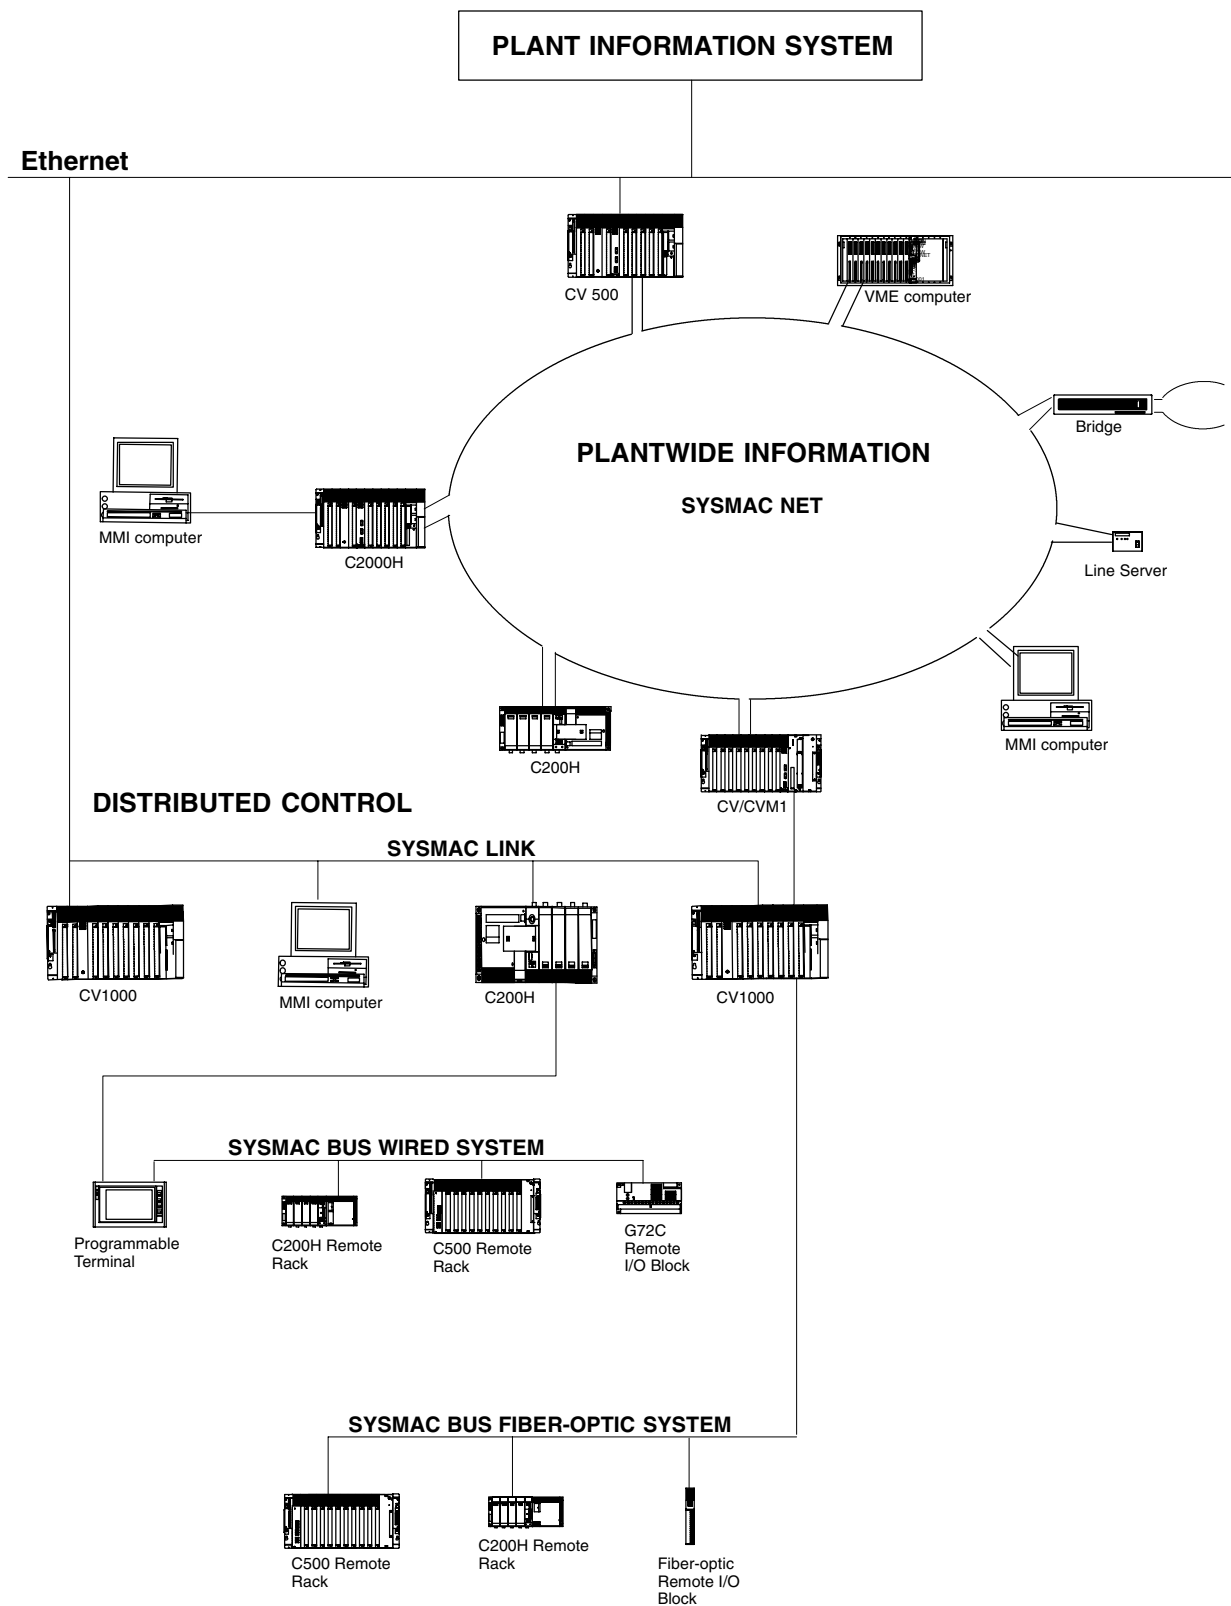 PLANT INFORMATION SYSTEM
Ethernet
CV 500
VME computer
Bridge
PLANTWIDE INFORMATION
SYSMAC NET
MMI computer
C2000H
Line Server
MMI computer
C200H
CV/CVM1
DISTRIBUTED CONTROL
SYSMAC LINK
CV1000
MMI computer
C200H
CV1000
SYSMAC BUS WIRED SYSTEM
Programmable
Terminal
C200H Remote
Rack
C500 Remote
Rack
G72C
Remote
I/O Block
SYSMAC BUS FIBER-OPTIC SYSTEM
C500 Remote
Rack
C200H Remote
Rack
Fiber-optic
Remote I/O
Block